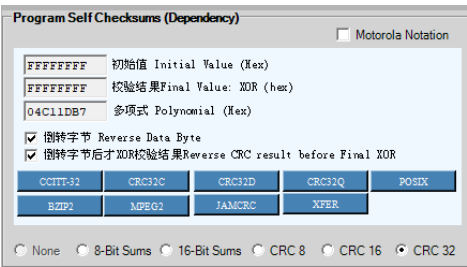 Program Self Checksums (Dependency)
Motorola Notation
FFFFFFFF 初始值 Initial Value (Hex)
FFFFFFFF 校验结果Final Value: XOR (hex)
04C11DB7 多项式 Polynomial (Hex)
倒转字节 Reverse Data Byte
倒转字节后才XOR校验结果Reverse CRC result before Final XOR
CCITT-32 CRC32C CRC32D CRC32Q POSIX
BZIP2 MPEG2 JAMCRC XFER
None 8-Bit Sums 16-Bit Sums CRC 8 CRC 16 CRC 32